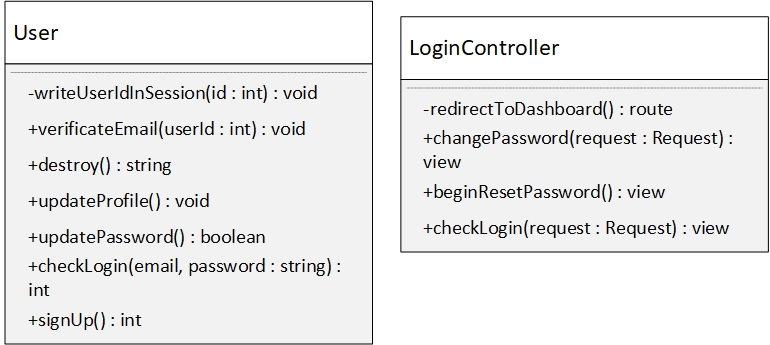 User
-writeUserIdInSession(id : int) : void
+verificateEmail(userId : int) : void
+destroy() : string
+updateProfile() : void
+updatePassword() : boolean
+checkLogin(email, password : string) :
int
+signUp() : int
LoginController
-redirectToDashboard() : route
+changePassword(request : Request) :
view
+beginResetPassword() : view
+checkLogin(request : Request) : view